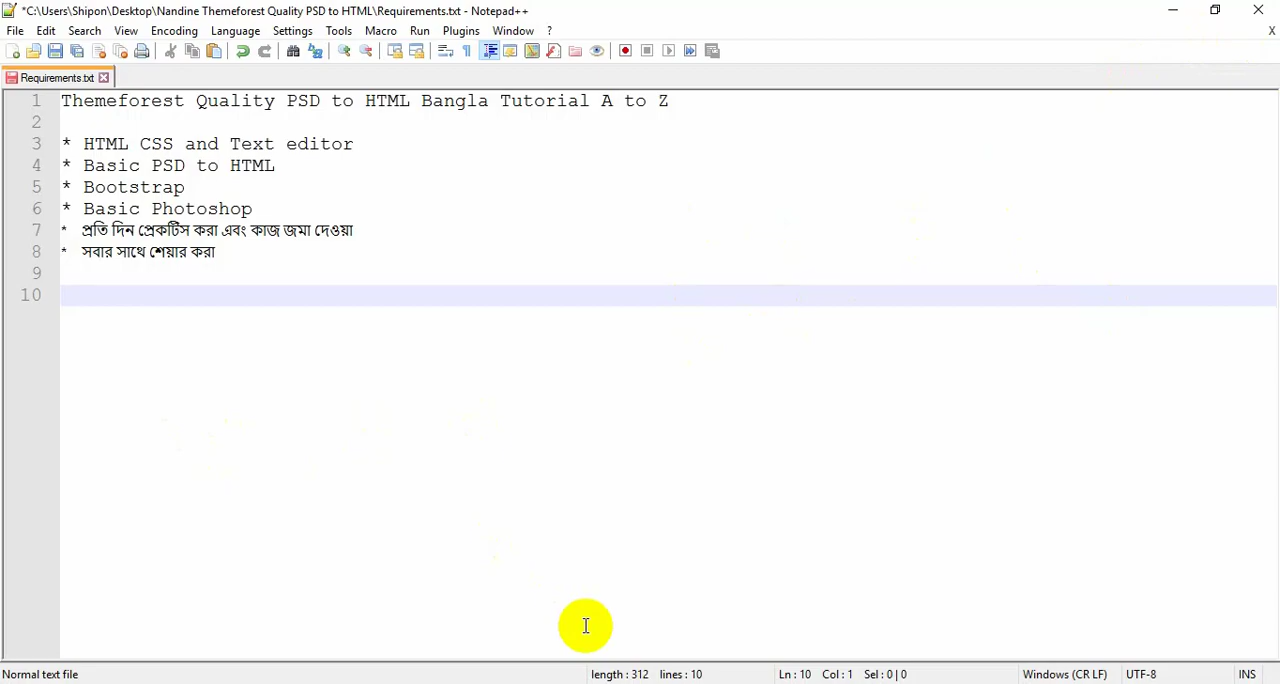 *C:\Users\Shipon\Desktop\Nandine Themeforest Quality PSD to HTML\Requirements.txt - Notepad++
File Edit Search View Encoding Language Settings Tools Macro Run Plugins Window ? X
Requirements.txt
1 Themeforest Quality PSD to HTML Bangla Tutorial A to Z
2
3 * HTML CSS and Text editor
4 * Basic PSD to HTML
5 * Bootstrap
6 * Basic Photoshop
7 * প্রতি দিন প্রেকটিস করা এবং কাজ জমা দেওয়া
8 * সবার সাথে শেয়ার করা
9
10
Normal text file length : 312 lines : 10 Ln : 10 Col : 1 Sel : 0 | 0 Windows (CR LF) UTF-8 INS